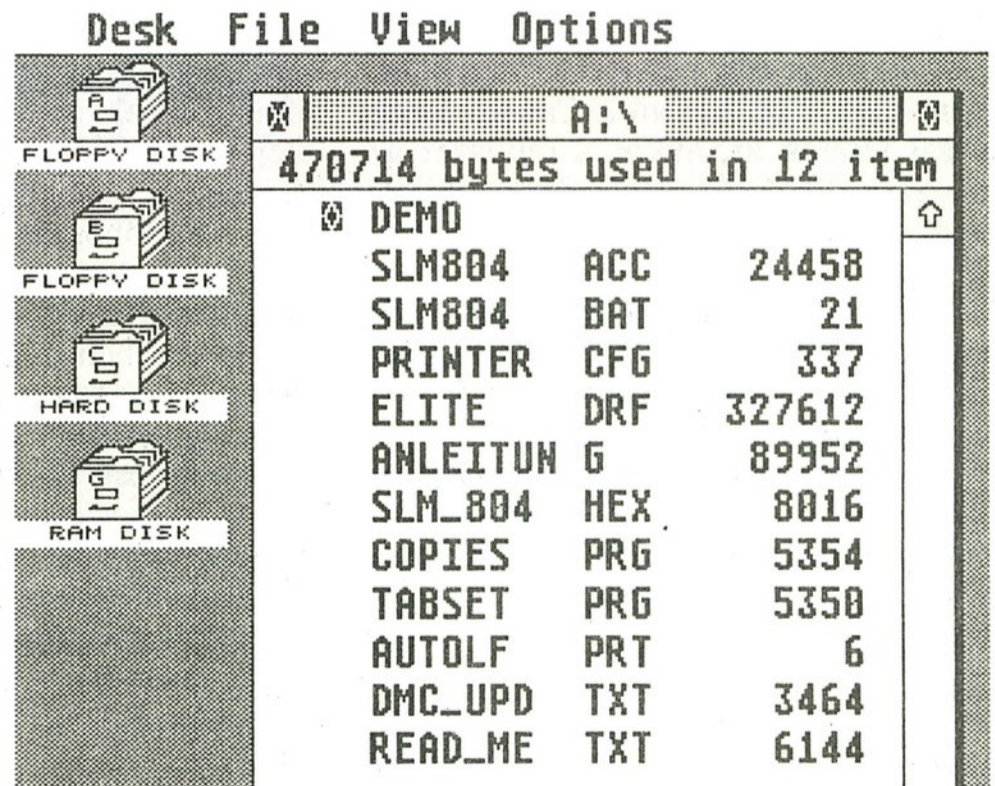 Desk File View Options
A
FLOPPY DISK
B
FLOPPY DISK
C
HARD DISK
G
RAM DISK
A:\
470714 bytes used in 12 item
DEMO
SLM804 ACC 24458
SLM804 BAT 21
PRINTER CFG 337
ELITE DRF 327612
ANLEITUN G 89952
SLM_804 HEX 8016
COPIES PRG 5354
TABSET PRG 5350
AUTOLF PRT 6
DMC_UPD TXT 3464
READ_ME TXT 6144